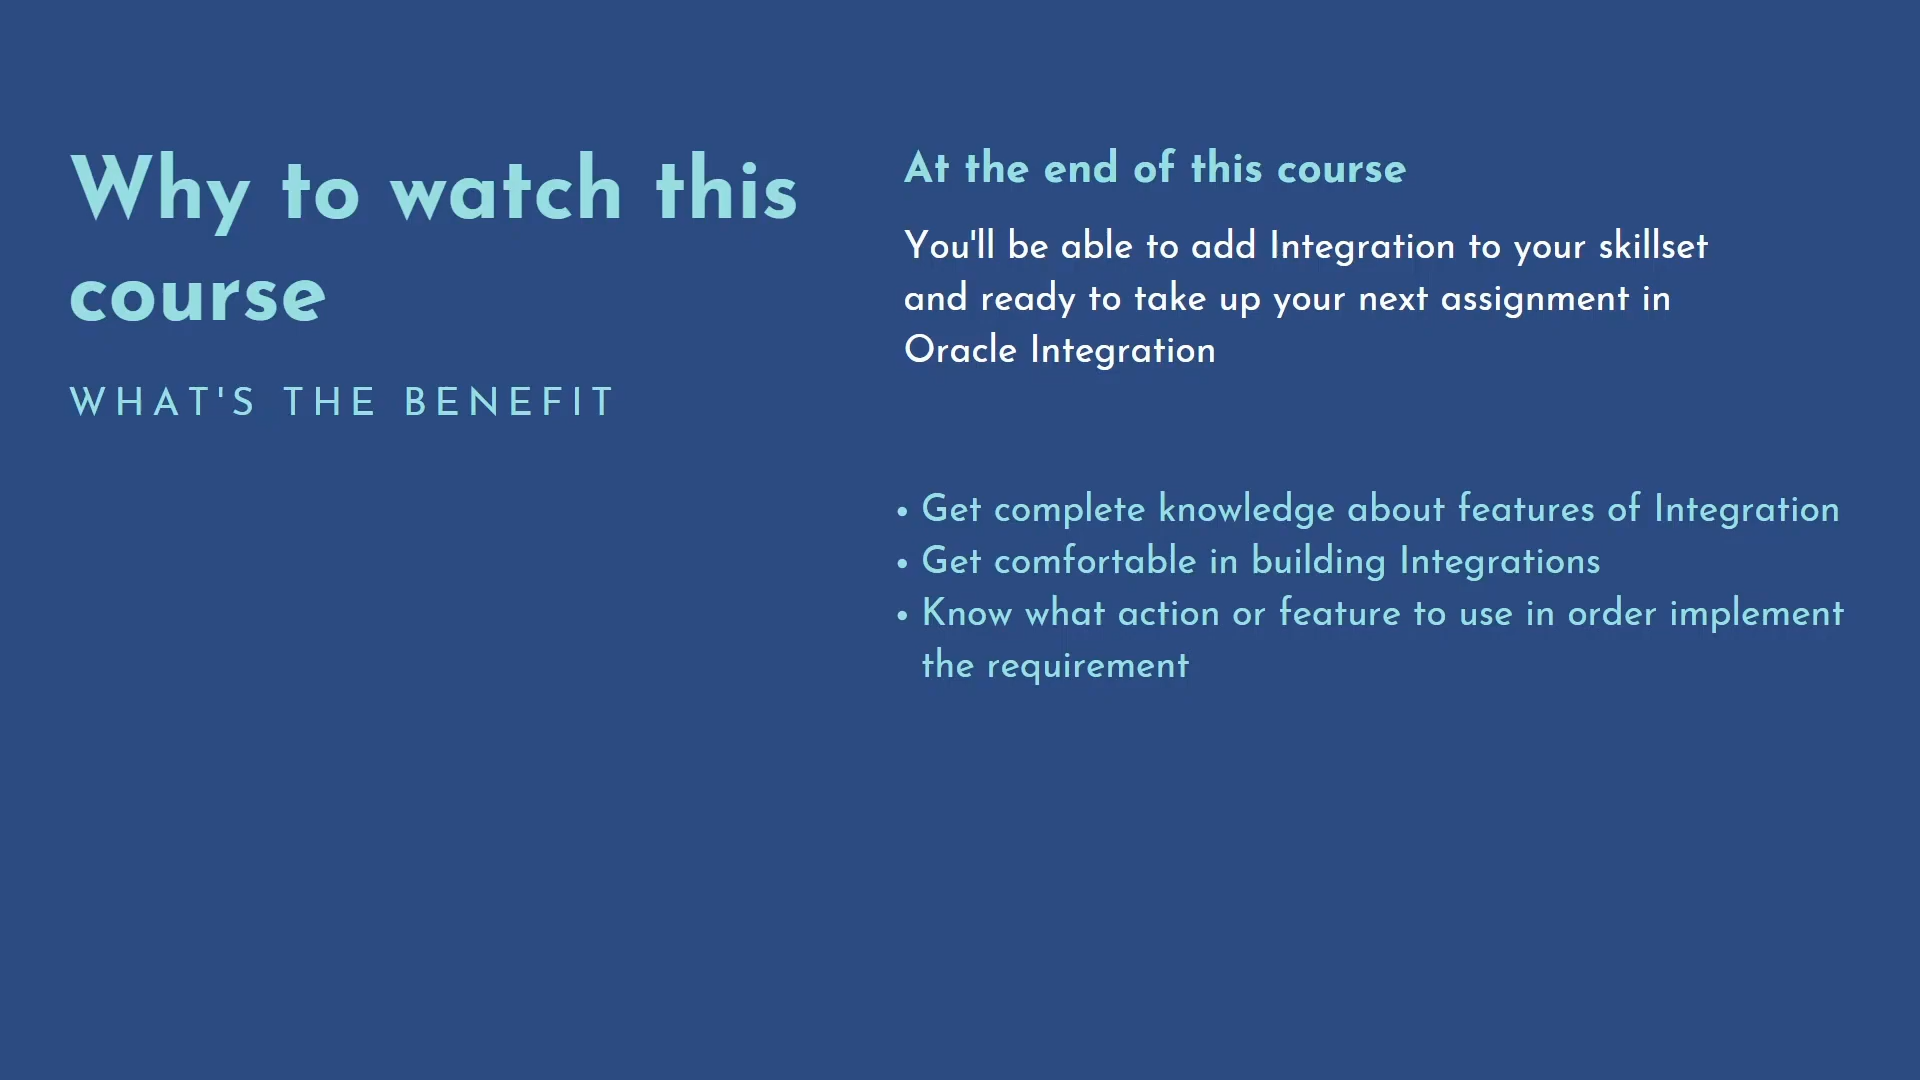 Why to watch this
course
WHAT'S THE BENEFIT
At the end of this course
You'll be able to add Integration to your skillset
and ready to take up your next assignment in
Oracle Integration
• Get complete knowledge about features of Integration
• Get comfortable in building Integrations
• Know what action or feature to use in order implement
the requirement